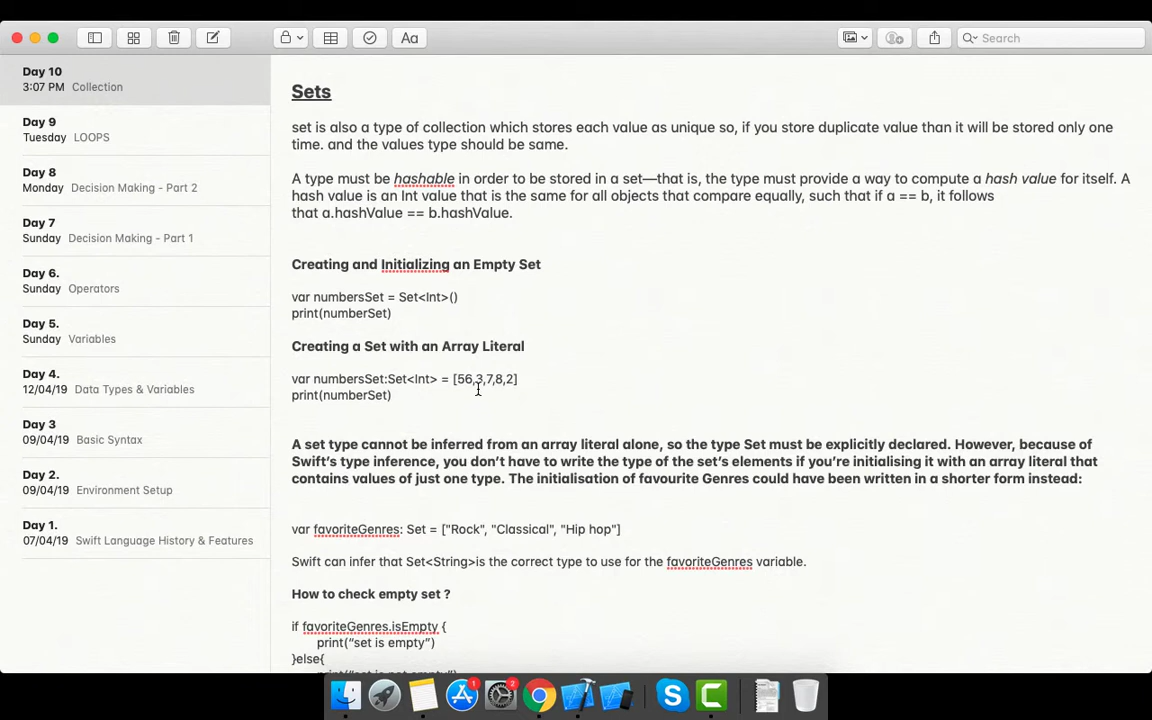 Search
Day 10
3:07 PM Collection
Day 9
Tuesday LOOPS
Day 8
Monday Decision Making - Part 2
Day 7
Sunday Decision Making - Part 1
Day 6.
Sunday Operators
Day 5.
Sunday Variables
Day 4.
12/04/19 Data Types & Variables
Day 3
09/04/19 Basic Syntax
Day 2.
09/04/19 Environment Setup
Day 1.
07/04/19 Swift Language History & Features
Sets
set is also a type of collection which stores each value as unique so, if you store duplicate value than it will be stored only one
time. and the values type should be same.
A type must be hashable in order to be stored in a set—that is, the type must provide a way to compute a hash value for itself. A
hash value is an Int value that is the same for all objects that compare equally, such that if a == b, it follows
that a.hashValue == b.hashValue.
Creating and Initializing an Empty Set
var numbersSet = Set<Int>()
print(numberSet)
Creating a Set with an Array Literal
var numbersSet:Set<Int> = [56,3,7,8,2]
print(numberSet)
A set type cannot be inferred from an array literal alone, so the type Set must be explicitly declared. However, because of
Swift’s type inference, you don’t have to write the type of the set’s elements if you’re initialising it with an array literal that
contains values of just one type. The initialisation of favourite Genres could have been written in a shorter form instead:
var favoriteGenres: Set = ["Rock", "Classical", "Hip hop"]
Swift can infer that Set<String>is the correct type to use for the favoriteGenres variable.
How to check empty set ?
if favoriteGenres.isEmpty {
print(“set is empty”)
}else{
Aa
1
2